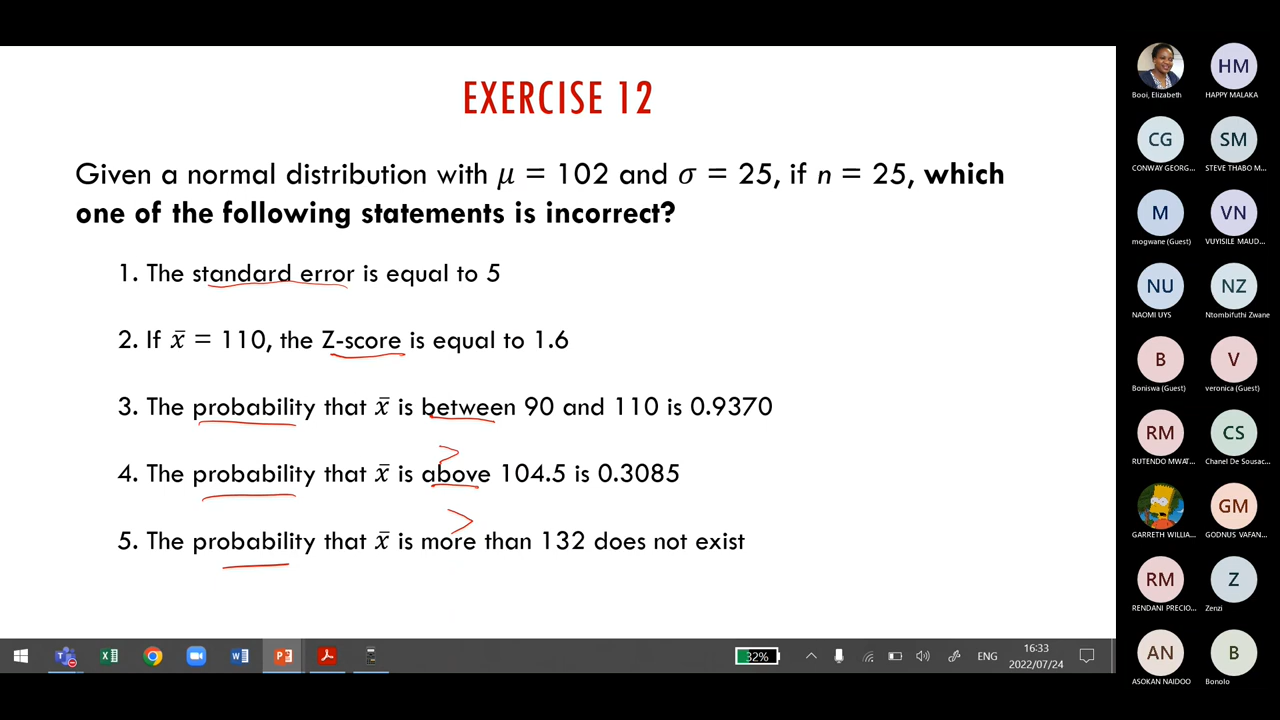 EXERCISE 12
Given a normal distribution with μ = 102 and σ = 25, if n = 25, which
one of the following statements is incorrect?
1. The standard error is equal to 5
2. If x̄ = 110, the Z-score is equal to 1.6
3. The probability that x̄ is between 90 and 110 is 0.9370
>
4. The probability that x̄ is above 104.5 is 0.3085
>
5. The probability that x̄ is more than 132 does not exist
Booi, Elizabeth
HM
HAPPY MALAKA
CG
CONWAY GEORG...
SM
STEVE THABO M...
M
mogwane (Guest)
VN
VUYISILE MAUD...
NU
NAOMI UYS
NZ
Ntombifuthi Zwane
B
Boniswa (Guest)
V
veronica (Guest)
RM
RUTENDO MWAT...
CS
Chanel De Sousa...
GARRETH WILLIA...
GM
GODNUS VAFAN...
RM
RENDANI PRECIO...
Z
Zenzi
AN
ASOKAN NAIDOO
B
Bonolo
32%
ENG
16:33
2022/07/24